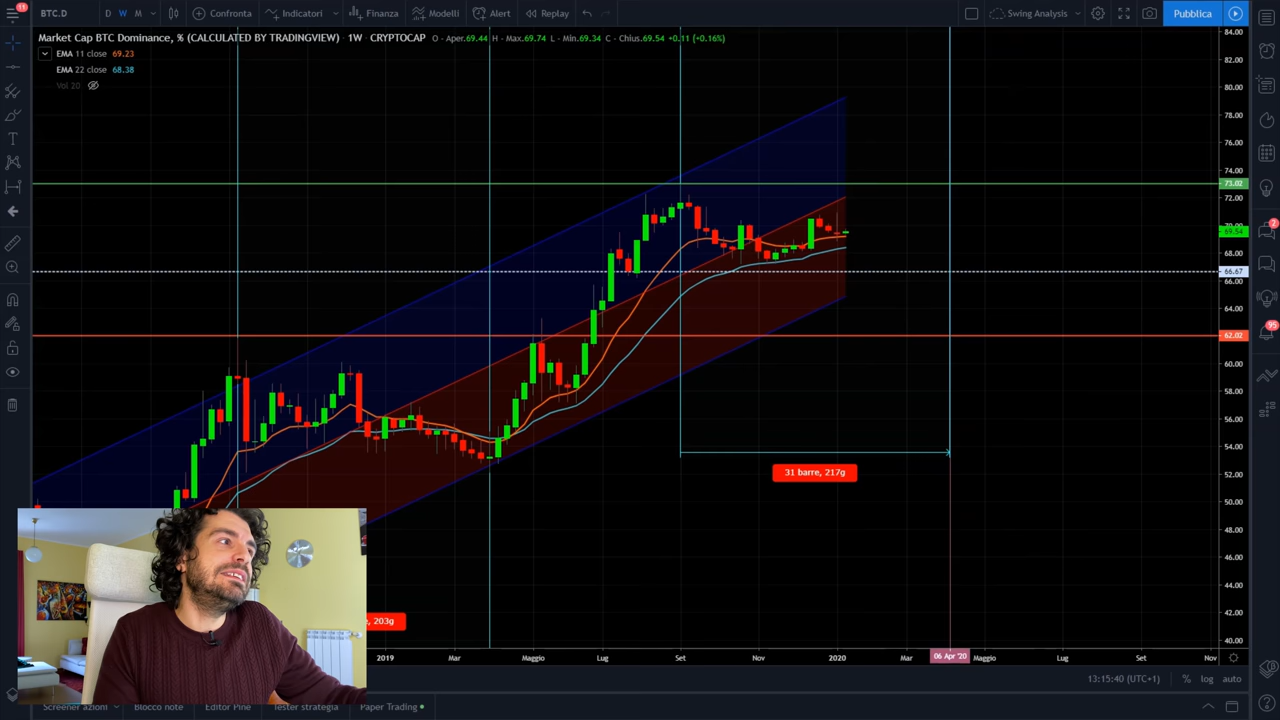 11
BTC.D D W M Confronta Indicatori Finanza Modelli Alert Replay Swing Analysis Pubblica
Market Cap BTC Dominance, % (CALCULATED BY TRADINGVIEW) · 1W · CRYPTOCAP O - Aper.69.44 H - Max.69.74 L - Min.69.34 C - Chius.69.54 +0.11 (+0.16%)
EMA 11 close 69.23
EMA 22 close 68.38
Vol 20
84.00
82.00
80.00
78.00
76.00
74.00
73.02
72.00
2
69.54
68.00
66.67
66.00
64.00
95
62.02
60.00
58.00
56.00
54.00
31 barre, 217g
52.00
50.00
48.00
46.00
44.00
, 203g
42.00
40.00
2019 Mar Maggio Lug Set Nov 2020 Mar 06 Apr '20 Maggio Lug Set Nov
13:15:40 (UTC+1) % log auto
Screener azioni Blocco note Editor Pine Tester strategia Paper Trading